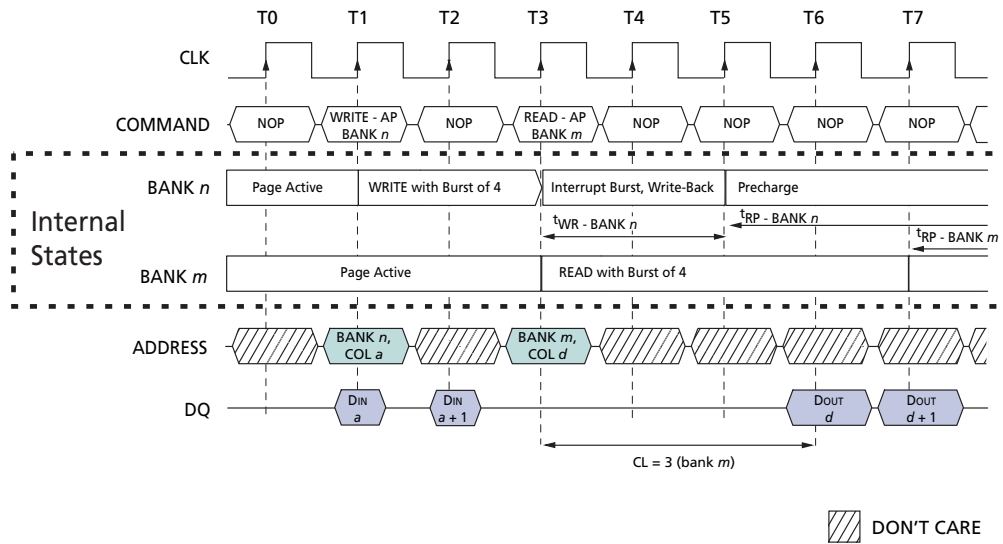 T0 T1 T2 T3 T4 T5 T6 T7
CLK
COMMAND NOP WRITE - AP NOP READ - AP NOP NOP NOP NOP
BANK n BANK m
BANK n Page Active WRITE with Burst of 4 Interrupt Burst, Write-Back Precharge
Internal
States
tWR - BANK n tRP - BANK n
tRP - BANK m
BANK m Page Active READ with Burst of 4
ADDRESS BANK n, BANK m,
COL a COL d
DQ DIN DIN DOUT DOUT
a a + 1 d d + 1
CL = 3 (bank m)
DON'T CARE